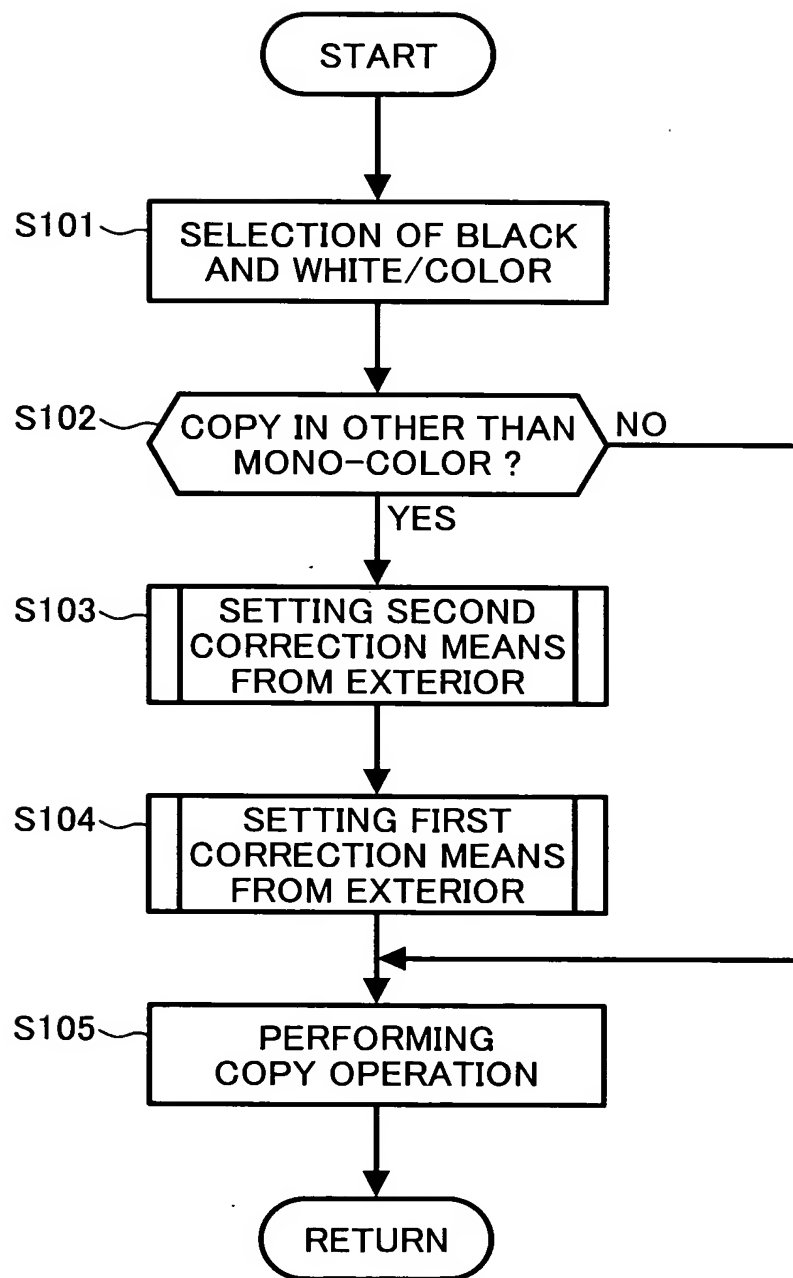 START
S101
SELECTION OF BLACK
AND WHITE/COLOR
S102
COPY IN OTHER THAN
MONO-COLOR ?
NO
YES
S103
SETTING SECOND
CORRECTION MEANS
FROM EXTERIOR
S104
SETTING FIRST
CORRECTION MEANS
FROM EXTERIOR
S105
PERFORMING
COPY OPERATION
RETURN